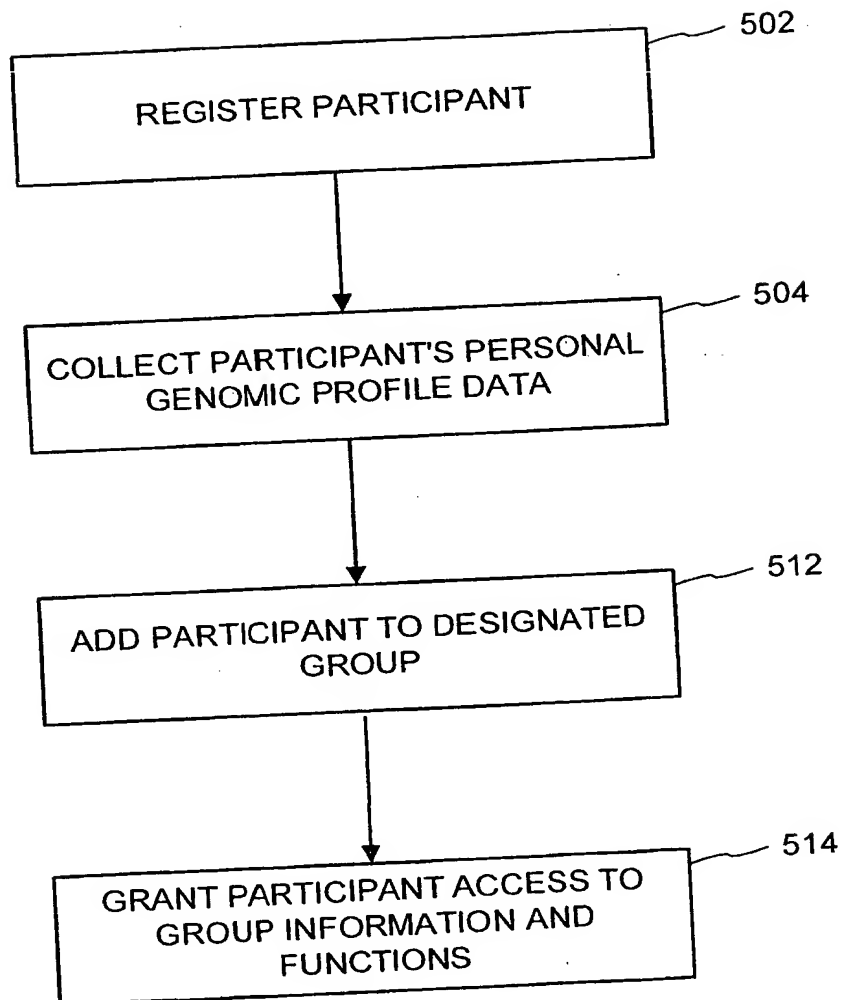 502
REGISTER PARTICIPANT
504
COLLECT PARTICIPANT'S PERSONAL
GENOMIC PROFILE DATA
512
ADD PARTICIPANT TO DESIGNATED
GROUP
514
GRANT PARTICIPANT ACCESS TO
GROUP INFORMATION AND
FUNCTIONS